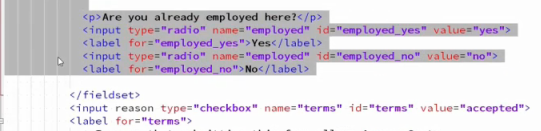 <p>Are you already employed here?</p>
<input type="radio" name="employed" id="employed_yes" value="yes">
<label for="employed_yes">Yes</label>
<input type="radio" name="employed" id="employed_no" value="no">
<label for="employed_no">No</label>
</fieldset>
<input reason type="checkbox" name="terms" id="terms" value="accepted">
<label for="terms">